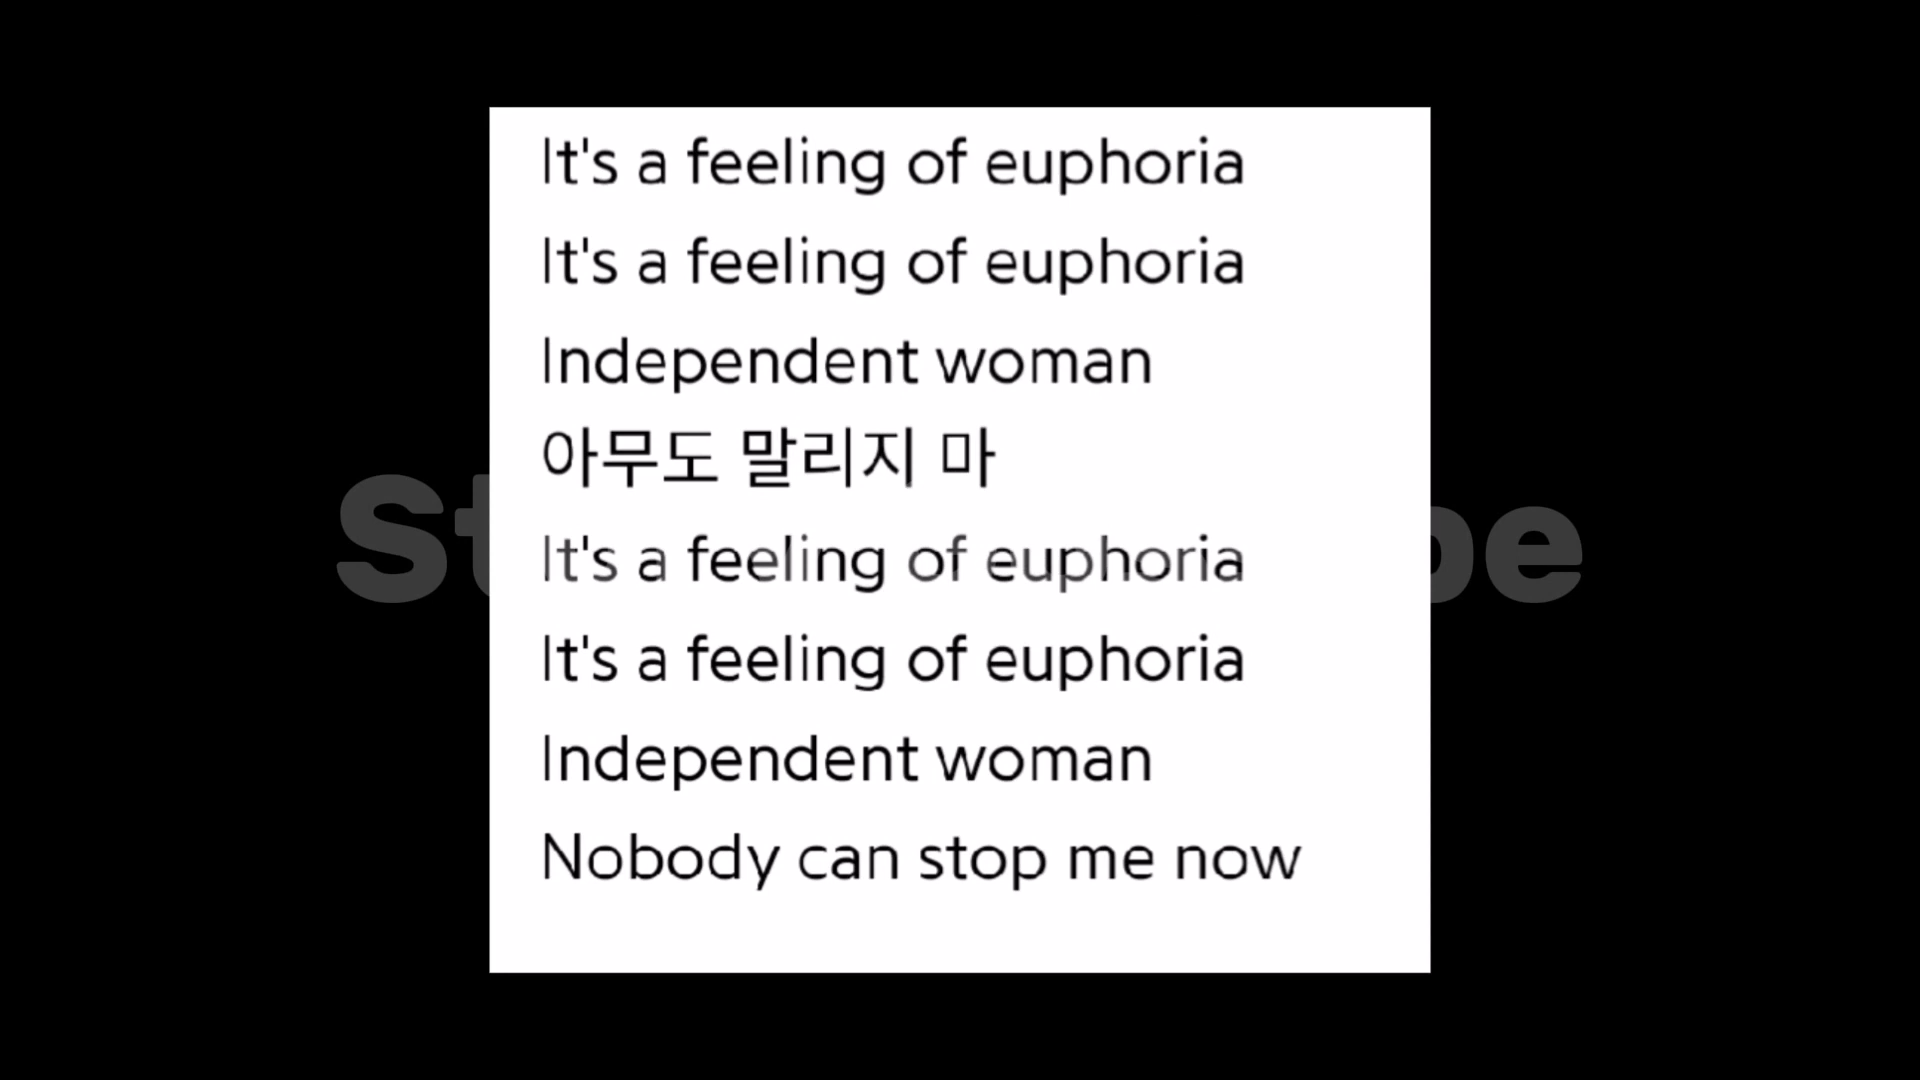 It's a feeling of euphoria
It's a feeling of euphoria
Independent woman
아무도 말리지 마
It's a feeling of euphoria
It's a feeling of euphoria
Independent woman
Nobody can stop me now